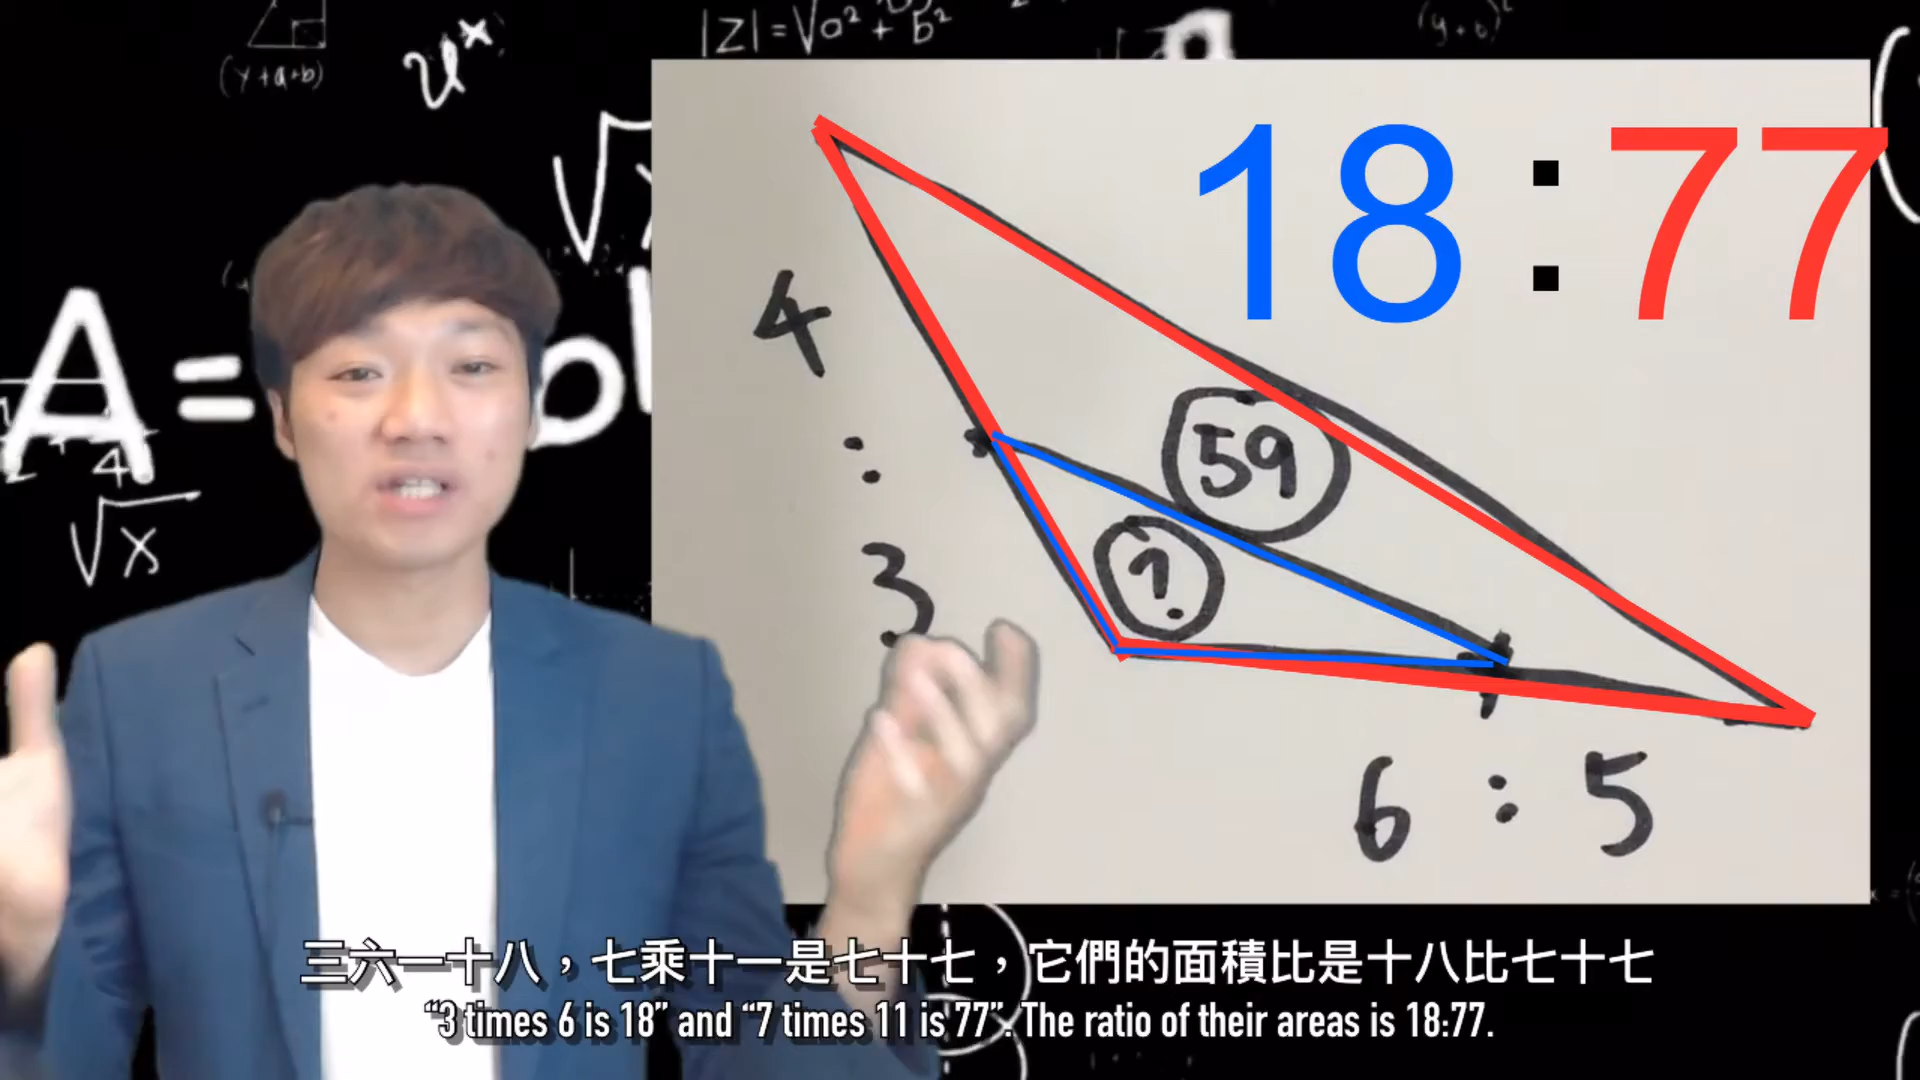 (y+a+b)
u^x
|Z|=√a²+b²
(y+b)²
18:77
√x
4
:
3
59
?
A=
4
√x
6:5
三六一十八，七乘十一是七十七，它們的面積比是十八比七十七
“3 times 6 is 18” and “7 times 11 is 77”. The ratio of their areas is 18:77.